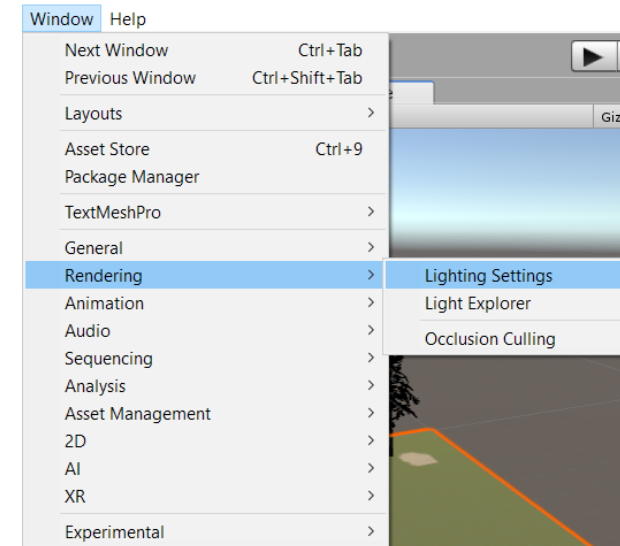 Window Help
Next Window Ctrl+Tab
Previous Window Ctrl+Shift+Tab
Layouts
Giz
Asset Store Ctrl+9
Package Manager
TextMeshPro
General
Rendering
Lighting Settings
Animation
Light Explorer
Audio
Occlusion Culling
Sequencing
Analysis
Asset Management
2D
AI
XR
Experimental